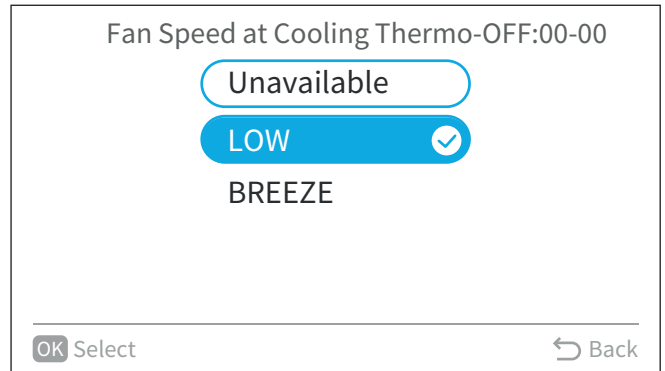 Fan Speed at Cooling Thermo-OFF:00-00
Unavailable
LOW
BREEZE
OK Select
Back